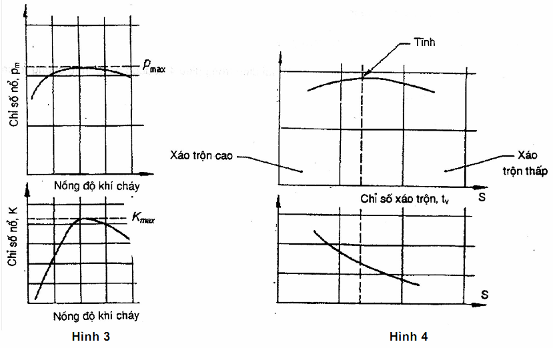 Chỉ số nổ, pm
Pmax
Nồng độ khí cháy
Chỉ số nổ, K
Kmax
Nồng độ khí cháy
Hình 3
Tĩnh
Xáo trộn cao
Xáo
trộn thấp
Chỉ số xáo trộn, tv
S
S
Hình 4